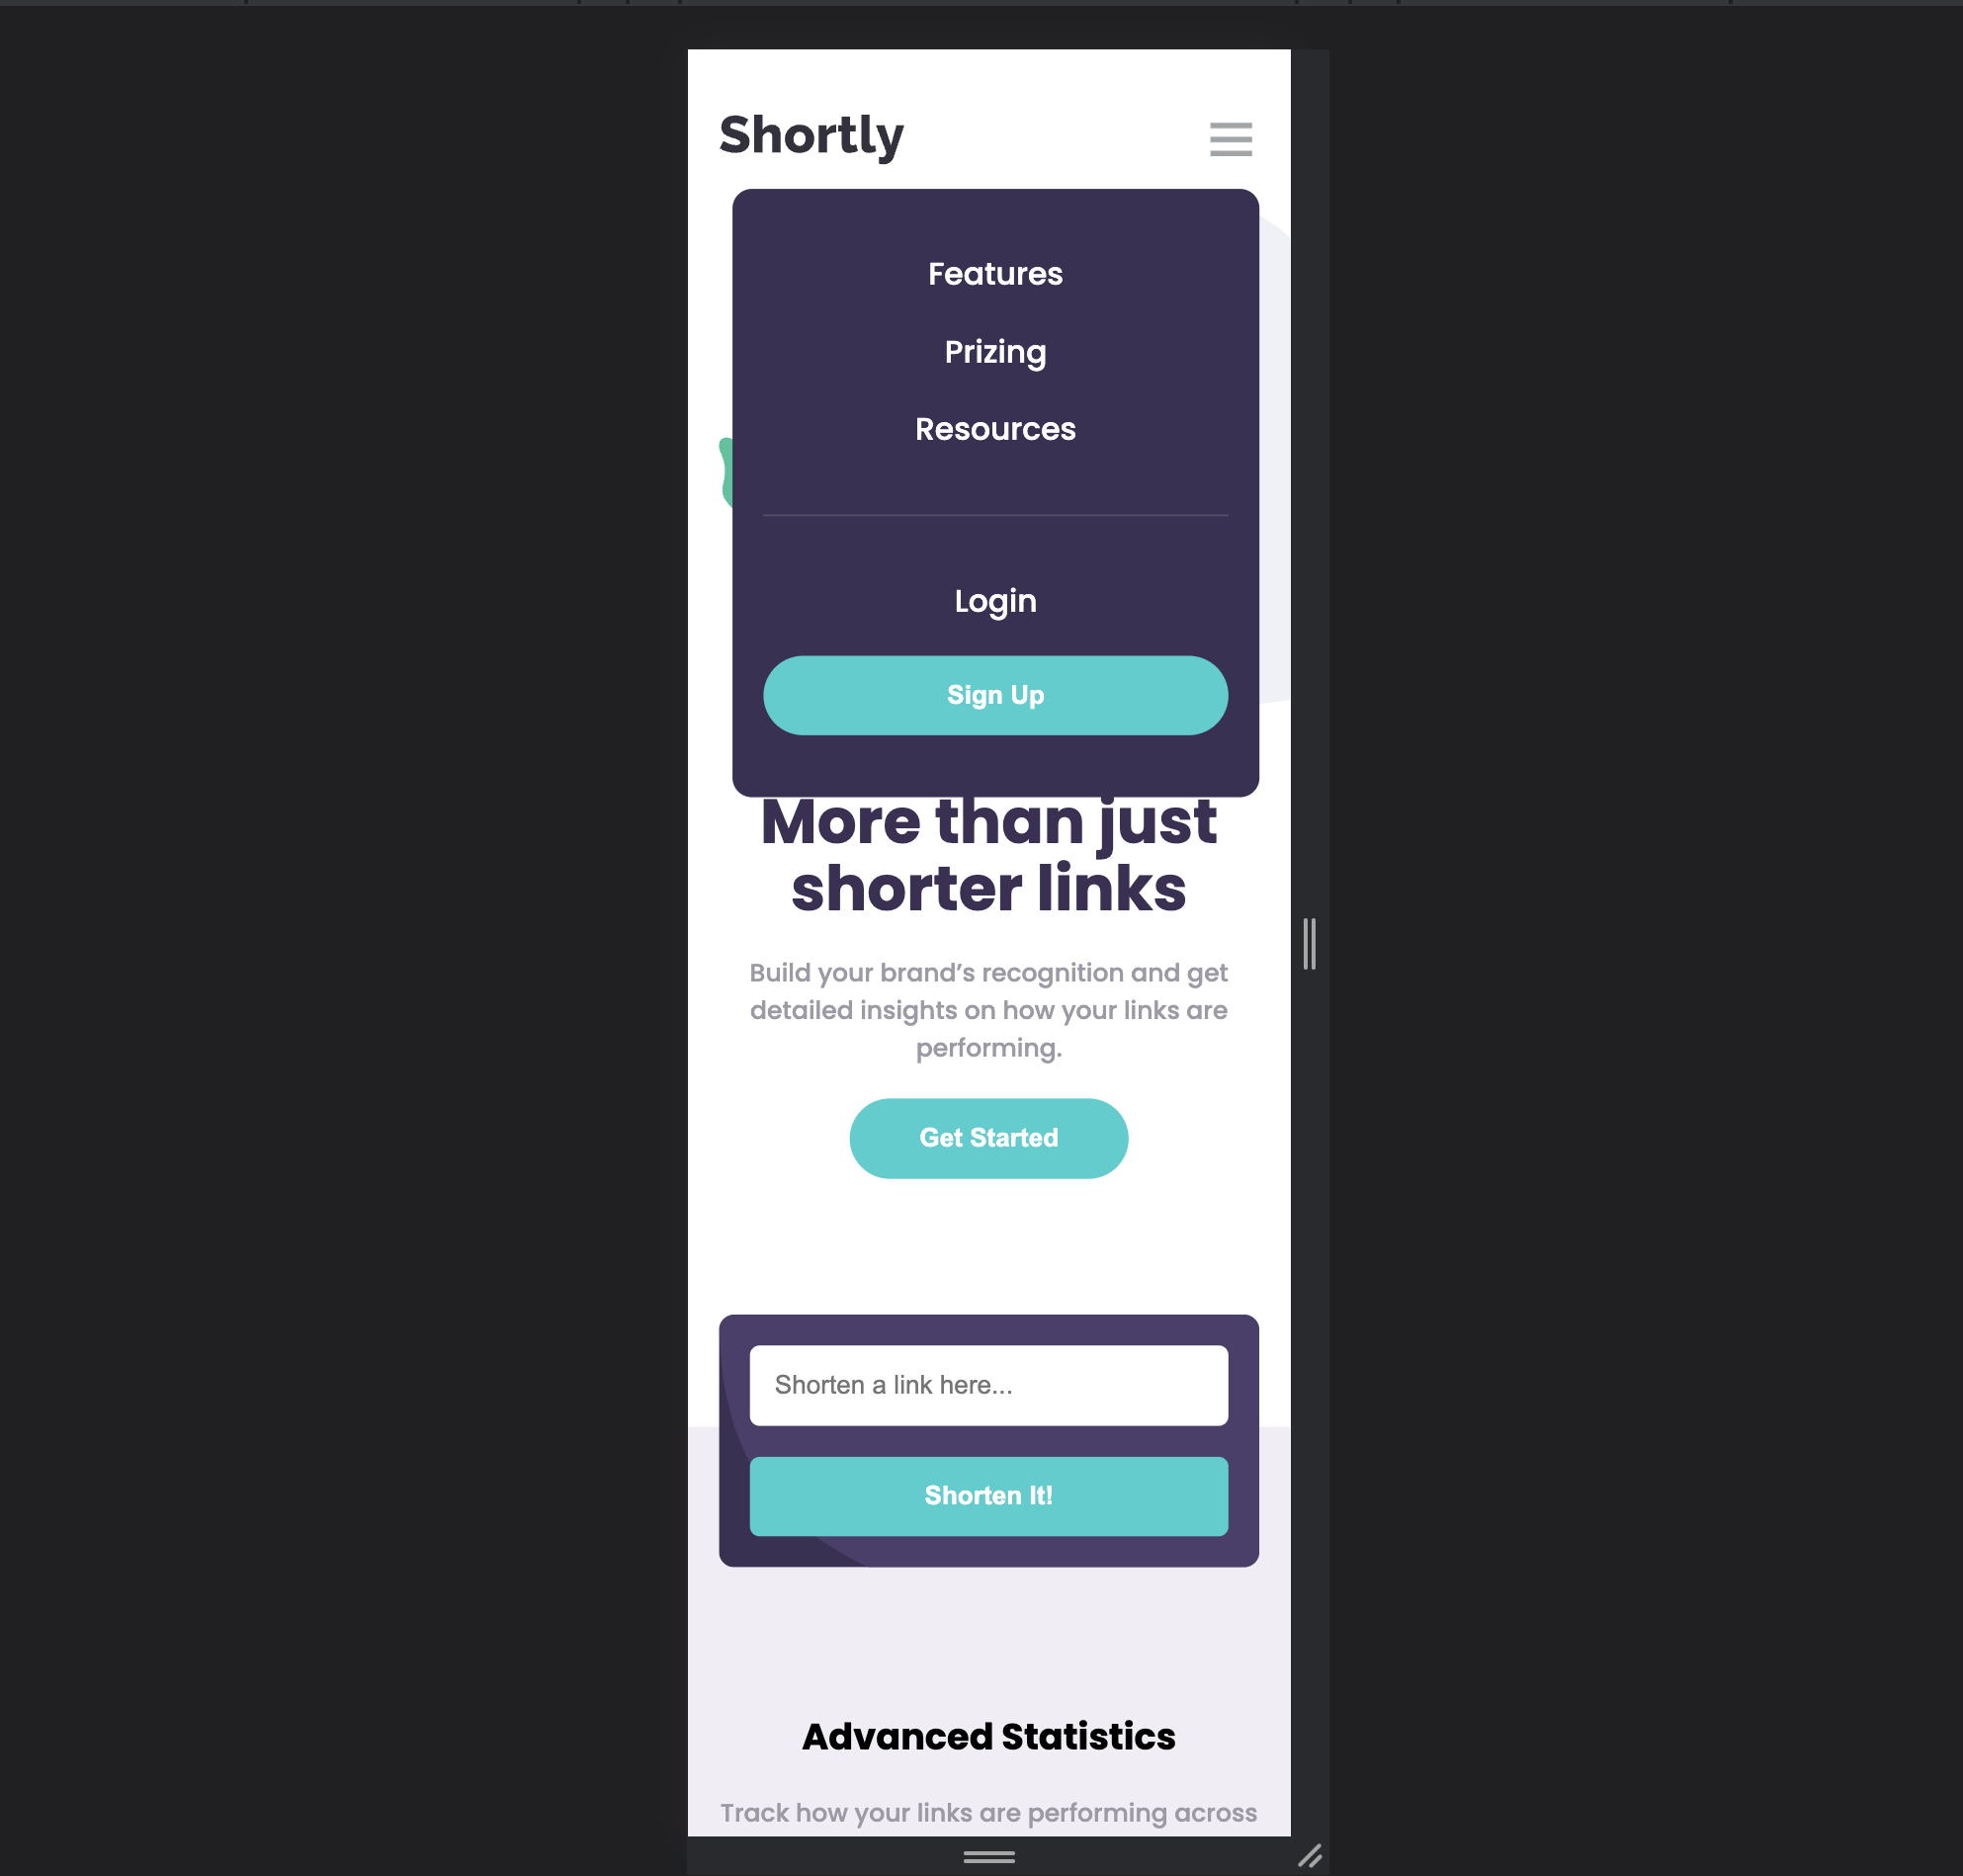 Shortly
Features
Prizing
Resources
Login
Sign Up
More than just
shorter links
Build your brand’s recognition and get
detailed insights on how your links are
performing.
Get Started
Shorten a link here...
Shorten It!
Advanced Statistics
Track how your links are performing across